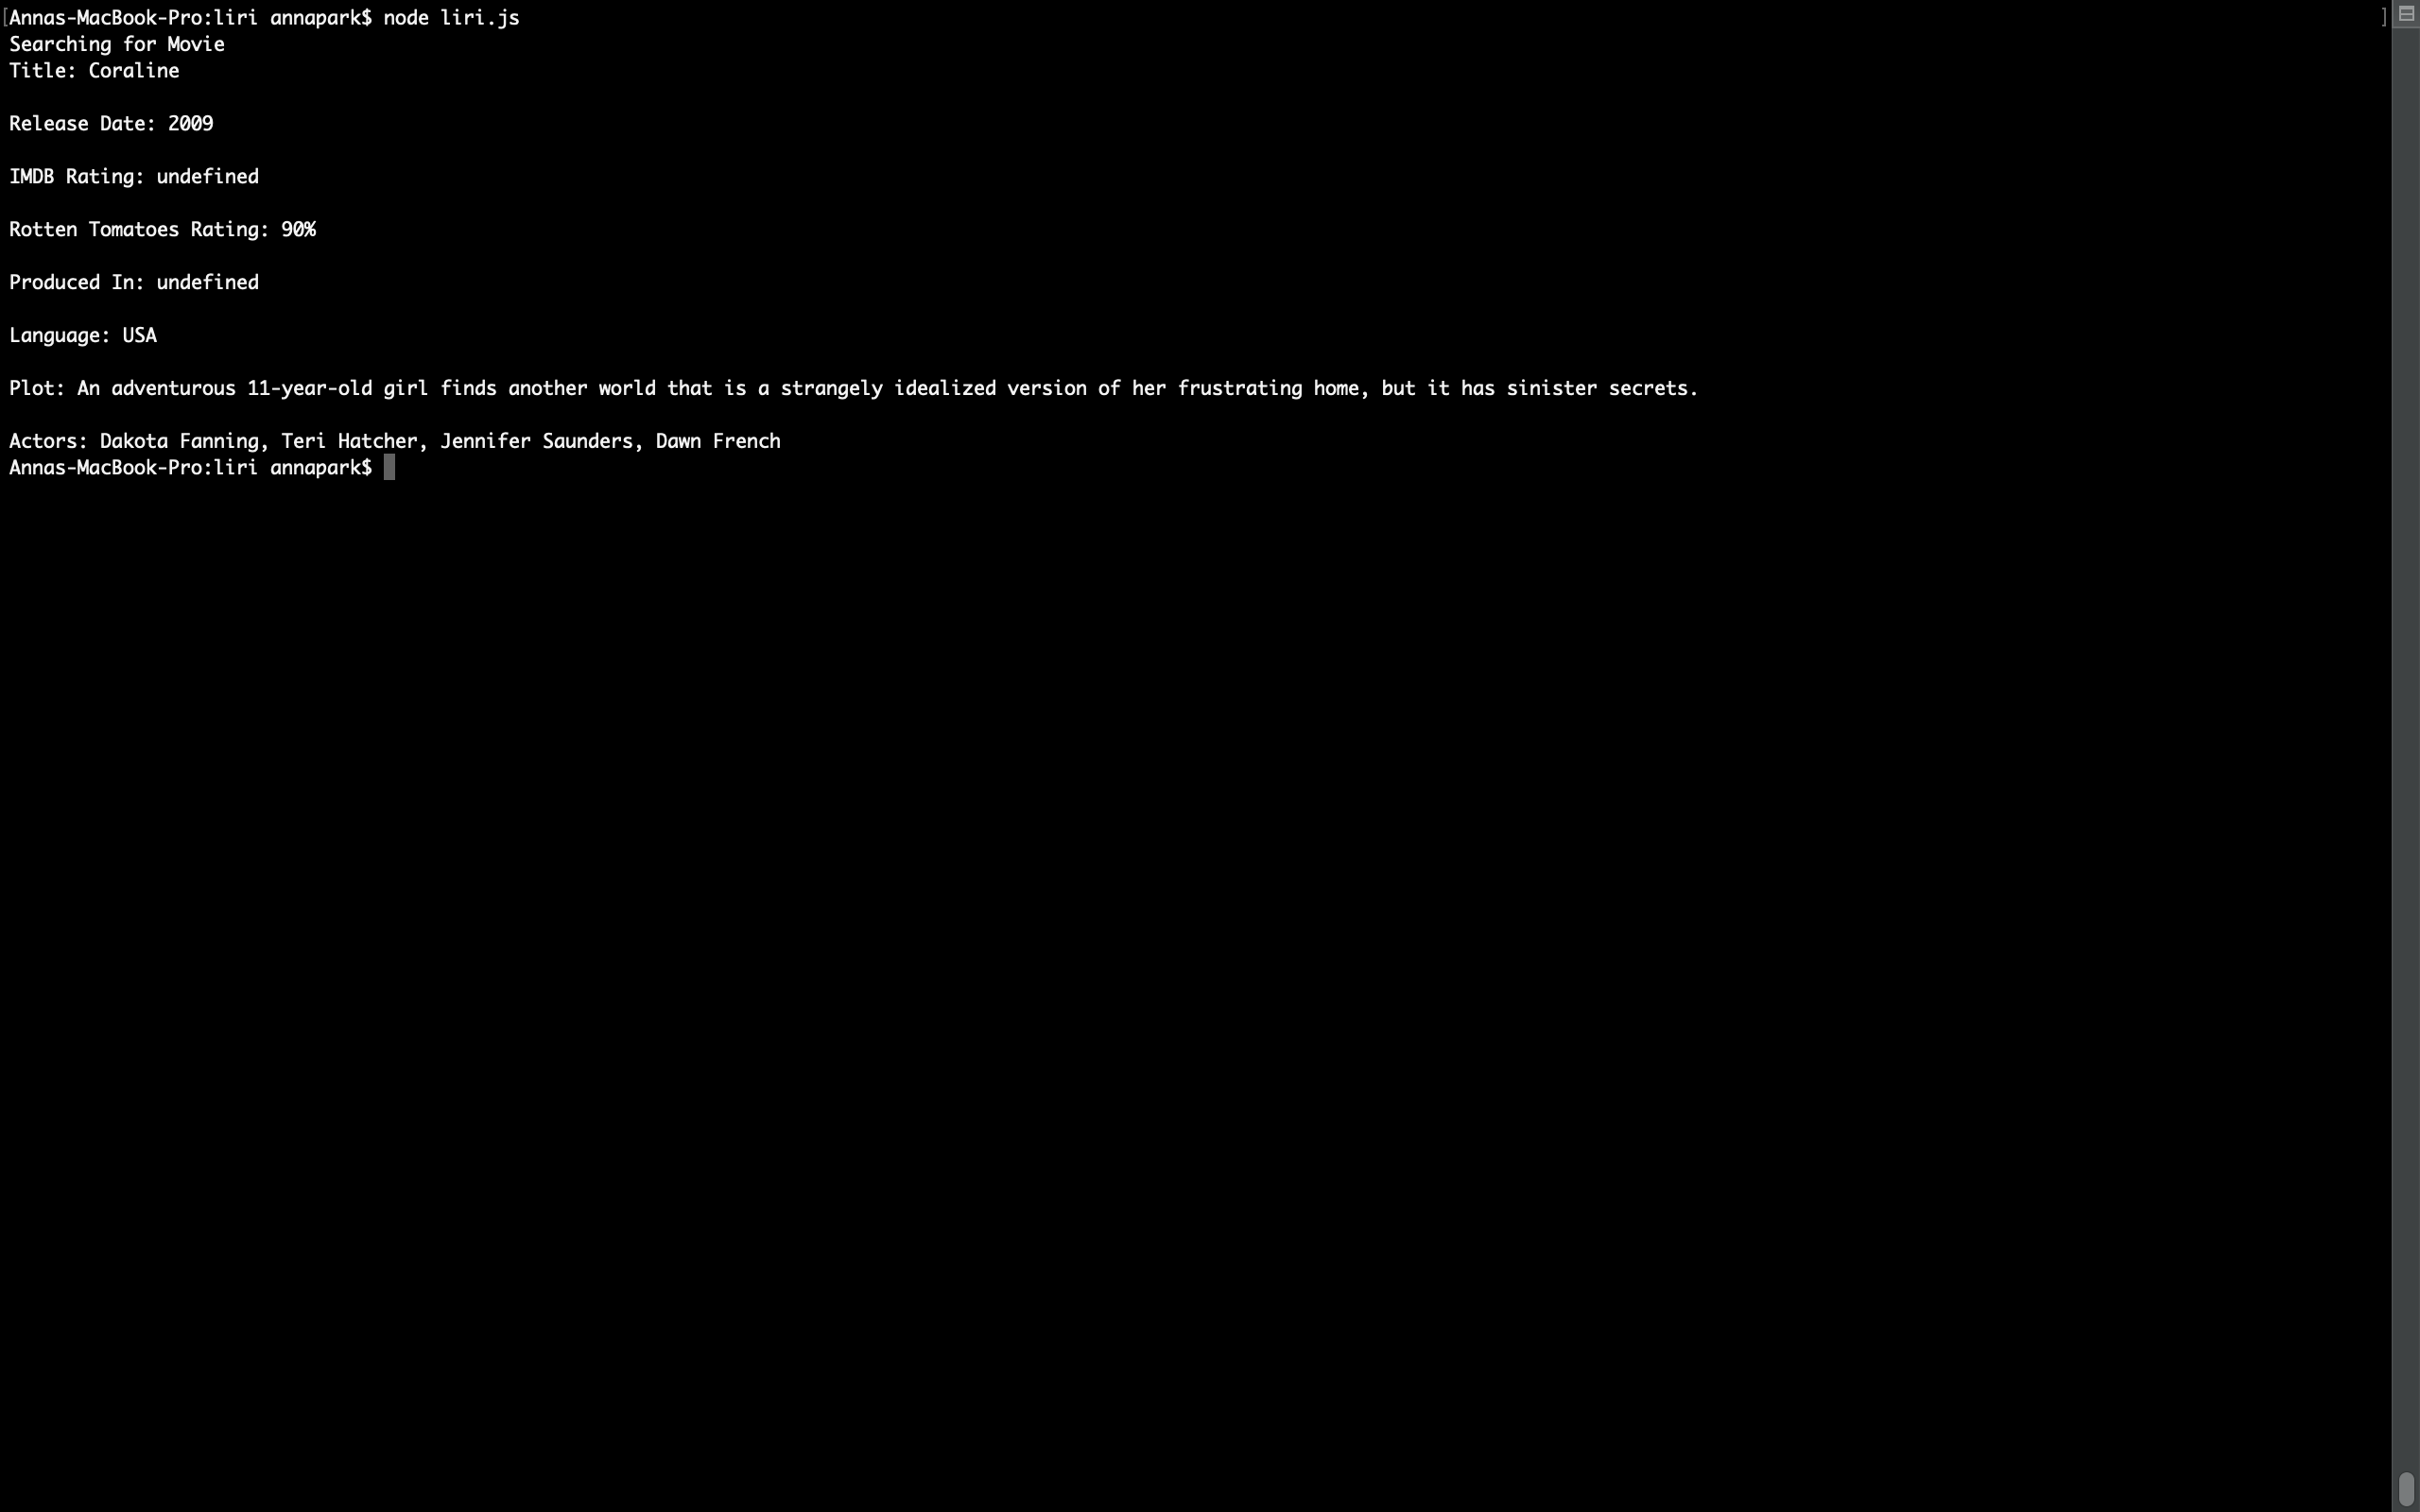 [Annas-MacBook-Pro:liri annapark$ node liri.js ]
Searching for Movie
Title: Coraline
Release Date: 2009
IMDB Rating: undefined
Rotten Tomatoes Rating: 90%
Produced In: undefined
Language: USA
Plot: An adventurous 11-year-old girl finds another world that is a strangely idealized version of her frustrating home, but it has sinister secrets.
Actors: Dakota Fanning, Teri Hatcher, Jennifer Saunders, Dawn French
Annas-MacBook-Pro:liri annapark$